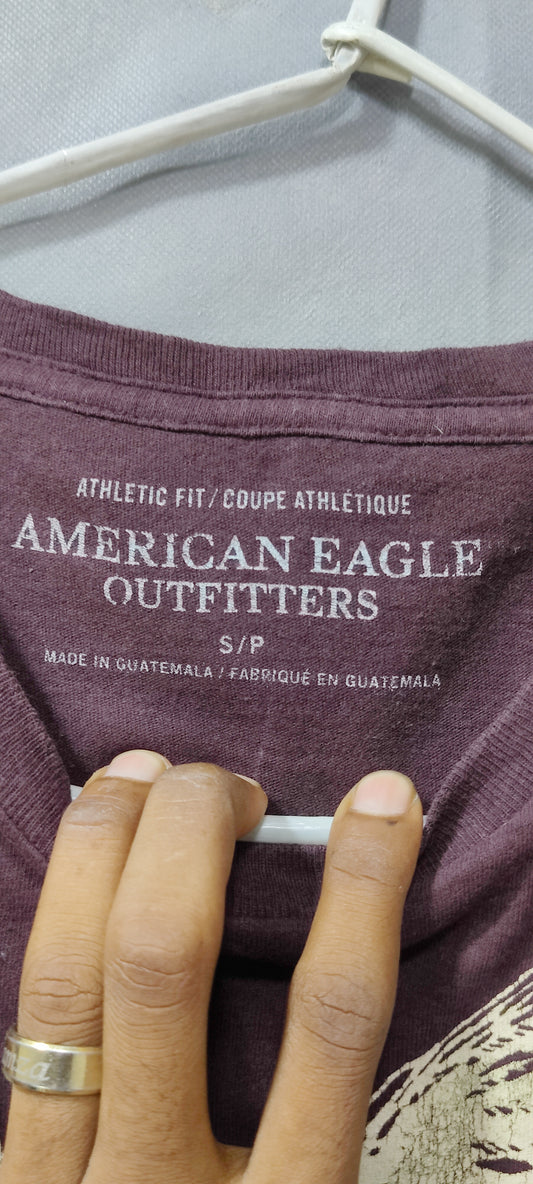 ATHLETIC FIT / COUPE ATHLÉTIQUE
AMERICAN EAGLE
OUTFITTERS
S/P
MADE IN GUATEMALA / FABRIQUÉ EN GUATEMALA